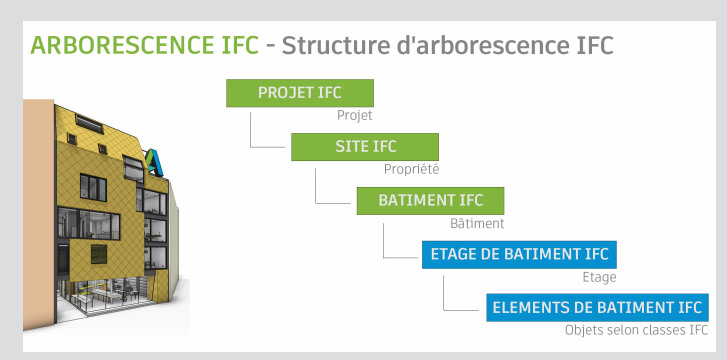 ARBORESCENCE IFC - Structure d'arborescence IFC
PROJET IFC
Projet
SITE IFC
Propriété
BATIMENT IFC
Bâtiment
ETAGE DE BATIMENT IFC
Etage
ELEMENTS DE BATIMENT IFC
Objets selon classes IFC